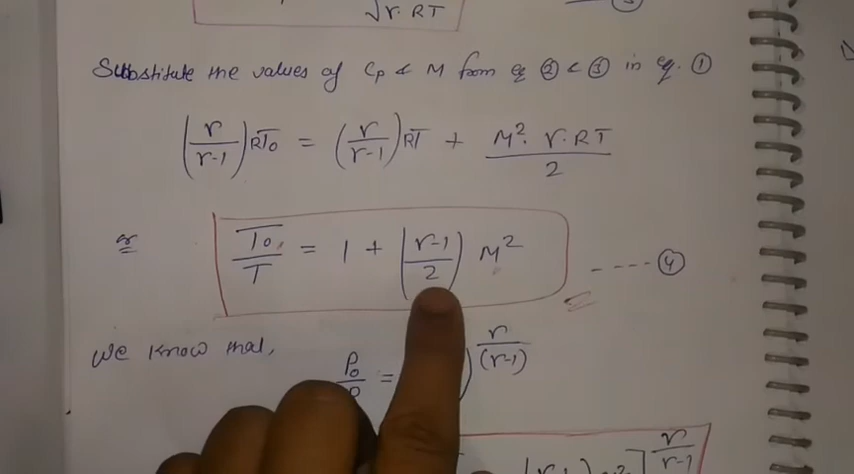 √r. RT
③
Substitute the values of Cp & M from eq ② & ③ in eq. ①
(r/r-1) RT₀ = (r/r-1) RT + M². r. RT/2
or T₀/T = 1 + (r-1/2) M² ---- ④
We know that,
P₀/P = ( )^r/(r-1)
r/r-1